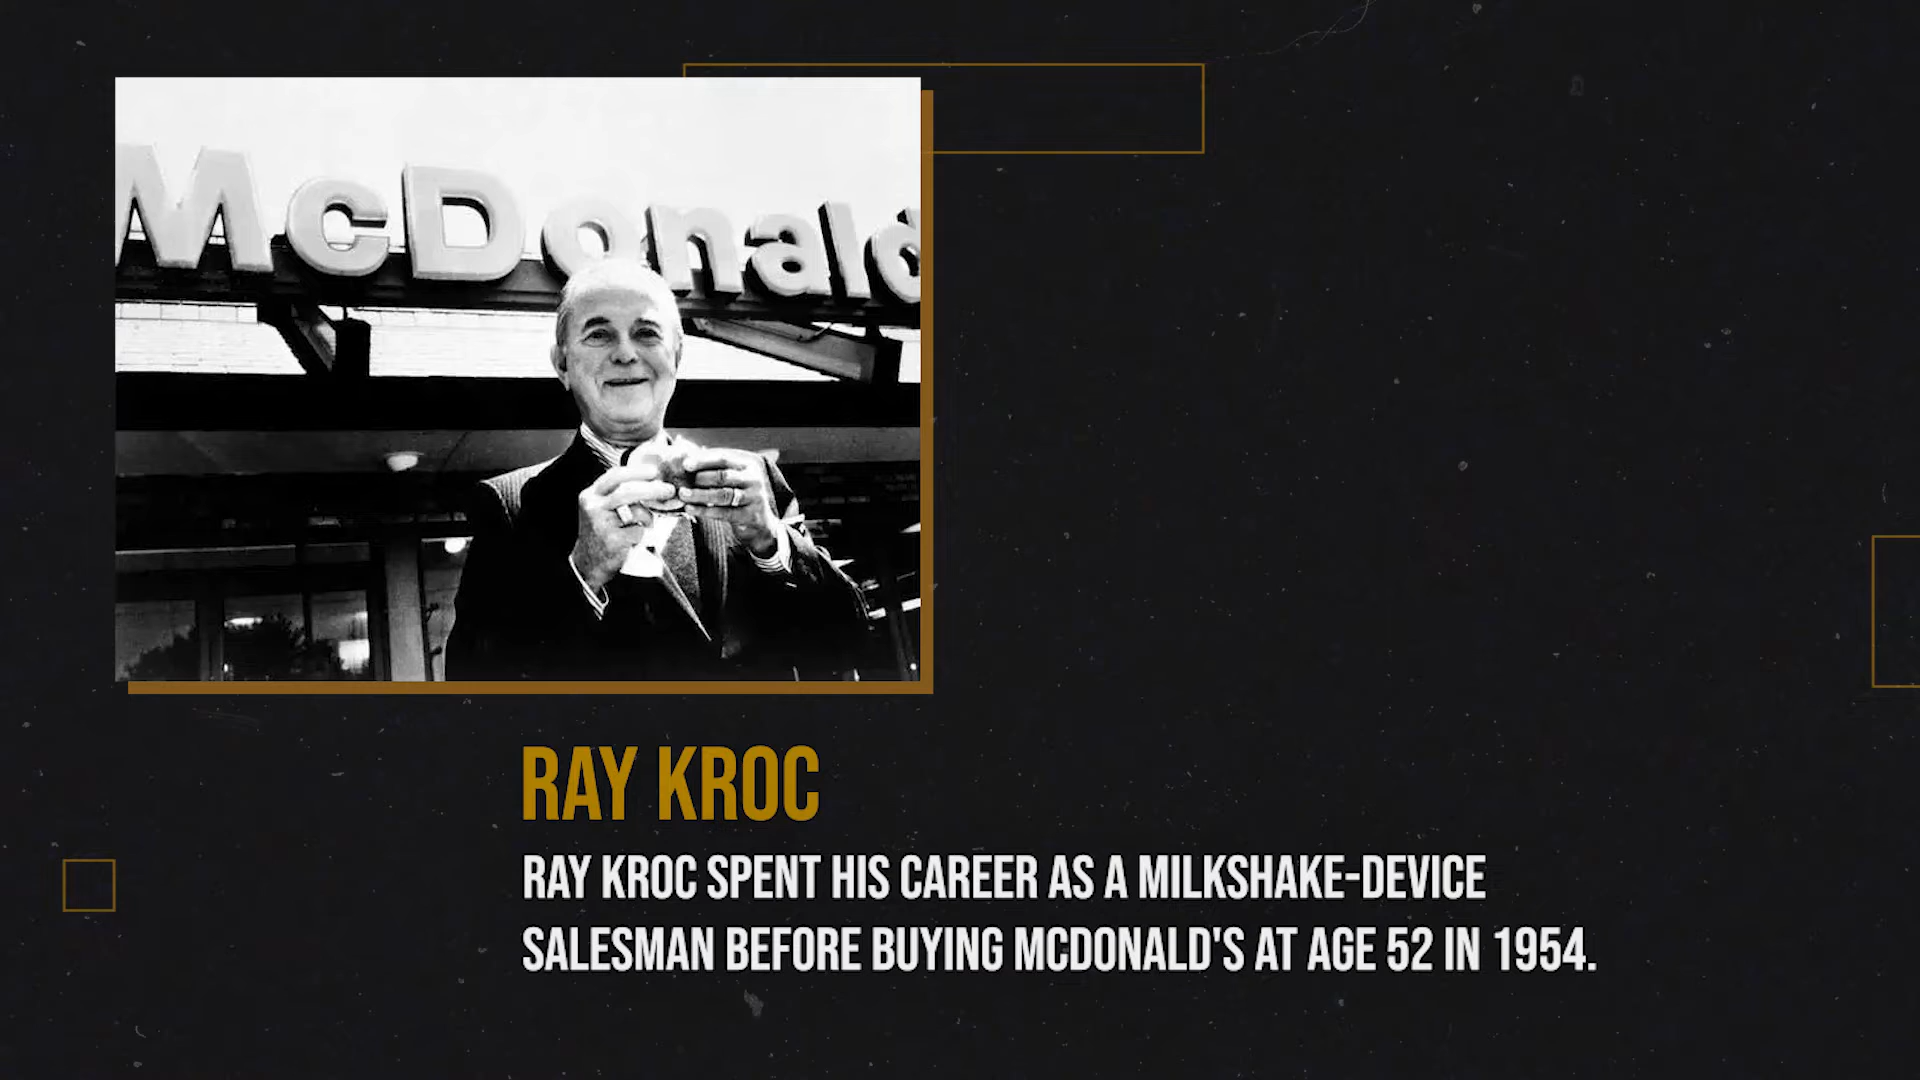 McDonald
RAY KROC
RAY KROC SPENT HIS CAREER AS A MILKSHAKE-DEVICE
SALESMAN BEFORE BUYING MCDONALD'S AT AGE 52 IN 1954.